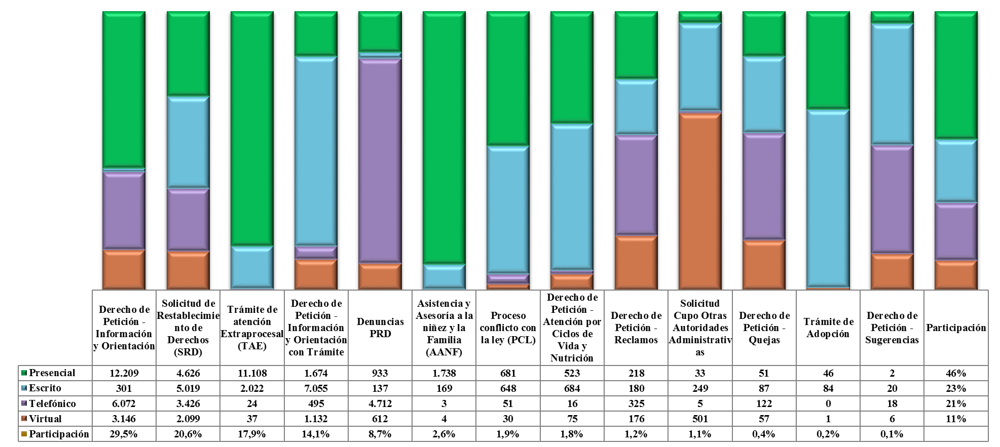 Derecho de Petición - Información y Orientación
Solicitud de Restablecimie nto de Derechos (SRD)
Trámite de atención Extraprocesal (TAE)
Derecho de Petición - Información y Orientación con Trámite
Denuncias PRD
Asistencia y Asesoría a la niñez y la Familia (AANF)
Proceso conflicto con la ley (PCL)
Derecho de Petición - Atención por Ciclos de Vida y Nutrición
Derecho de Petición - Reclamos
Solicitud Cupo Otras Autoridades Administrativ as
Derecho de Petición - Quejas
Trámite de Adopción
Derecho de Petición - Sugerencias
Participación
Presencial 12.209 4.626 11.108 1.674 933 1.738 681 523 218 33 51 46 2 46%
Escrito 301 5.019 2.022 7.055 137 169 648 684 180 249 87 84 20 23%
Telefónico 6.072 3.426 24 495 4.712 3 51 16 325 5 122 0 18 21%
Virtual 3.146 2.099 37 1.132 612 4 30 75 176 501 57 1 6 11%
Participación 29,5% 20,6% 17,9% 14,1% 8,7% 2,6% 1,9% 1,8% 1,2% 1,1% 0,4% 0,2% 0,1%